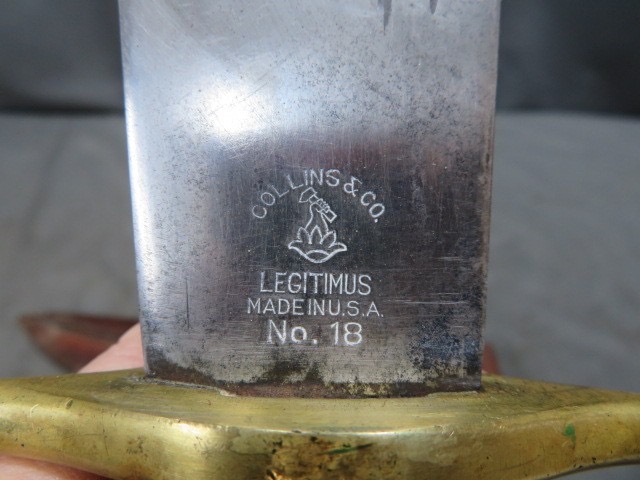 COLLINS & CO.
LEGITIMUS
MADE IN U.S.A.
No. 18